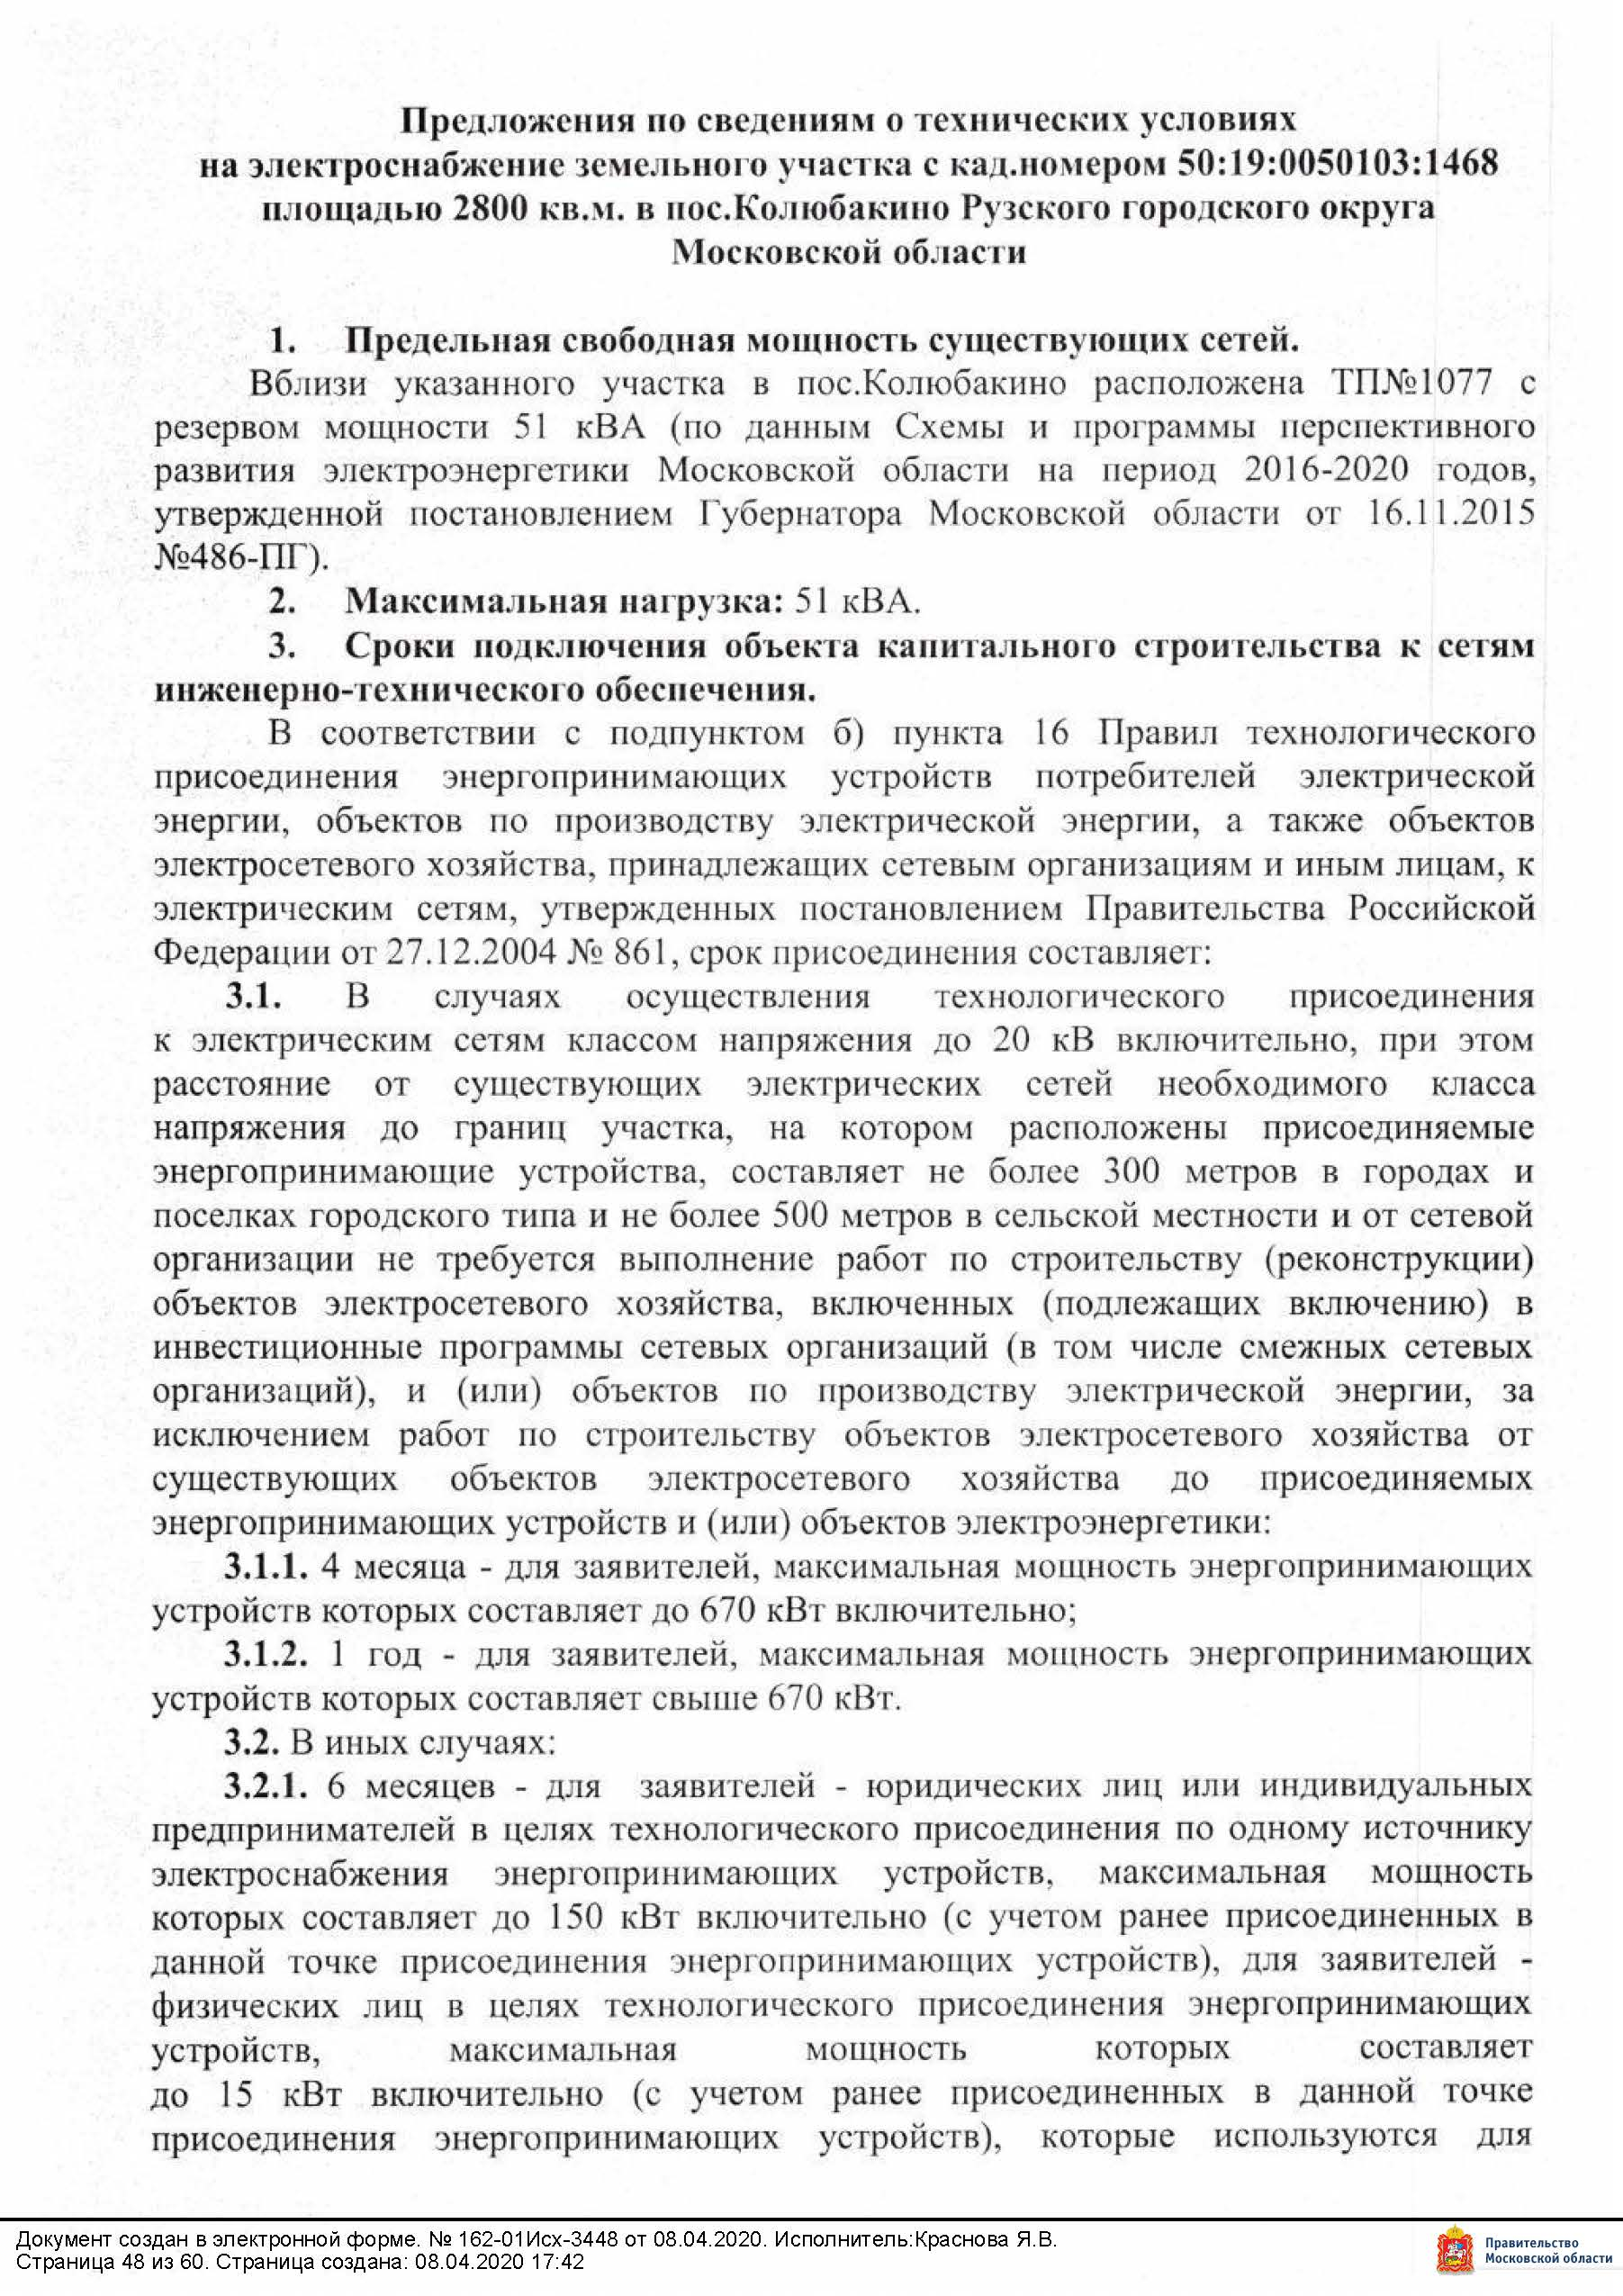 Предложения по сведениям о технических условиях
на электроснабжение земельного участка с кад.номером 50:19:0050103:1468
площадью 2800 кв.м. в пос.Колюбакино Рузского городского округа
Московской области
1. Предельная свободная мощность существующих сетей.
Вблизи указанного участка в пос.Колюбакино расположена ТП№1077 с
резервом мощности 51 кВА (по данным Схемы и программы перспективного
развития электроэнергетики Московской области на период 2016-2020 годов,
утвержденной постановлением Губернатора Московской области от 16.11.2015
№486-ПГ).
2. Максимальная нагрузка: 51 кВА.
3. Сроки подключения объекта капитального строительства к сетям
инженерно-технического обеспечения.
В соответствии с подпунктом б) пункта 16 Правил технологического
присоединения энергопринимающих устройств потребителей электрической
энергии, объектов по производству электрической энергии, а также объектов
электросетевого хозяйства, принадлежащих сетевым организациям и иным лицам, к
электрическим сетям, утвержденных постановлением Правительства Российской
Федерации от 27.12.2004 № 861, срок присоединения составляет:
3.1. В случаях осуществления технологического присоединения
к электрическим сетям классом напряжения до 20 кВ включительно, при этом
расстояние от существующих электрических сетей необходимого класса
напряжения до границ участка, на котором расположены присоединяемые
энергопринимающие устройства, составляет не более 300 метров в городах и
поселках городского типа и не более 500 метров в сельской местности и от сетевой
организации не требуется выполнение работ по строительству (реконструкции)
объектов электросетевого хозяйства, включенных (подлежащих включению) в
инвестиционные программы сетевых организаций (в том числе смежных сетевых
организаций), и (или) объектов по производству электрической энергии, за
исключением работ по строительству объектов электросетевого хозяйства от
существующих объектов электросетевого хозяйства до присоединяемых
энергопринимающих устройств и (или) объектов электроэнергетики:
3.1.1. 4 месяца - для заявителей, максимальная мощность энергопринимающих
устройств которых составляет до 670 кВт включительно;
3.1.2. 1 год - для заявителей, максимальная мощность энергопринимающих
устройств которых составляет свыше 670 кВт.
3.2. В иных случаях:
3.2.1. 6 месяцев - для заявителей - юридических лиц или индивидуальных
предпринимателей в целях технологического присоединения по одному источнику
электроснабжения энергопринимающих устройств, максимальная мощность
которых составляет до 150 кВт включительно (с учетом ранее присоединенных в
данной точке присоединения энергопринимающих устройств), для заявителей -
физических лиц в целях технологического присоединения энергопринимающих
устройств, максимальная мощность которых составляет
до 15 кВт включительно (с учетом ранее присоединенных в данной точке
присоединения энергопринимающих устройств), которые используются для
Документ создан в электронной форме. № 162-01Исх-3448 от 08.04.2020. Исполнитель:Краснова Я.В.
Страница 48 из 60. Страница создана: 08.04.2020 17:42
Правительство
Московской области